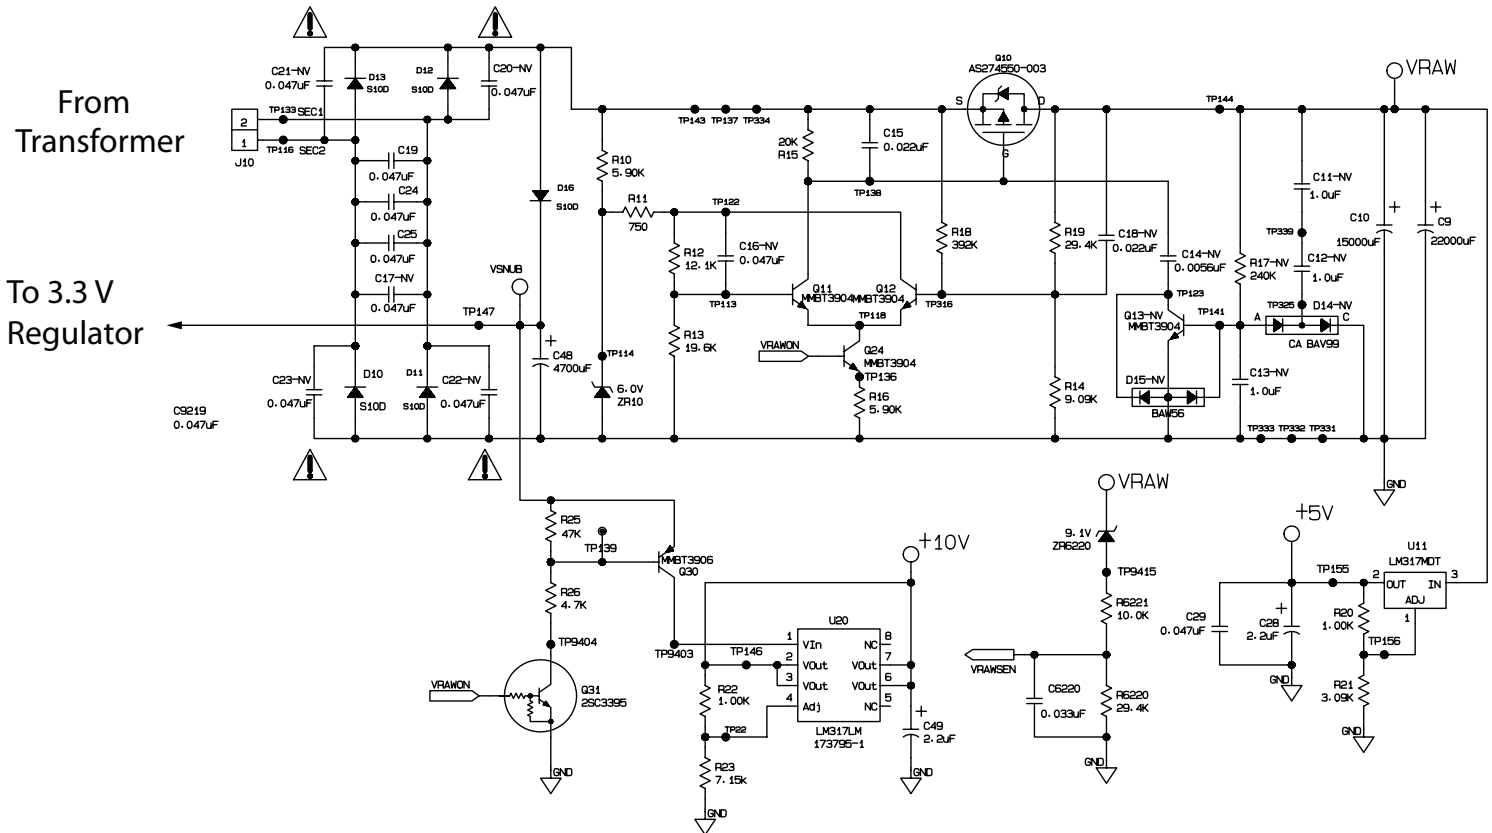 From
Transformer
To 3.3 V
Regulator
C21-NV
0.047uF
D13
S10D
D12
S10D
C20-NV
0.047uF
TP133
SEC1
2
1
J10
TP116
SEC2
C19
0.047uF
C24
0.047uF
C25
0.047uF
C17-NV
0.047uF
D16
S10D
VSNUB
TP147
C48
4700uF
C23-NV
0.047uF
D10
S10D
D11
S10D
C22-NV
0.047uF
C9219
0.047uF
R10
5.90K
R11
750
TP122
R12
12.1K
C16-NV
0.047uF
TP113
R13
19.6K
TP114
6.0V
ZR10
TP143
TP137
TP334
20K
R15
C15
0.022uF
TP138
Q10
AS274550-003
S
D
G
Q11
MMBT3904
Q12
MMBT3904
TP316
TP118
VRAWON
Q24
MMBT3904
TP136
R16
5.90K
R18
392K
R19
29.4K
C18-NV
0.022uF
C14-NV
0.0056uF
TP123
Q13-NV
MMBT3904
TP141
R14
9.09K
D15-NV
BAW56
TP144
VRAW
R17-NV
240K
C11-NV
1.0uF
TP339
C12-NV
1.0uF
TP325
D14-NV
A
C
CA BAV99
C13-NV
1.0uF
TP333
TP332
TP331
C10
15000uF
C9
22000uF
GND
R25
47K
TP139
MMBT3906
Q30
R26
4.7K
TP9404
VRAWON
Q31
2SC3395
GND
TP9403
TP146
R22
1.00K
TP22
R23
7.15k
GND
U20
1
VIn
NC
8
2
VOut
VOut
7
3
VOut
VOut
6
4
Adj
NC
5
LM317LM
173795-1
+10V
C49
2.2uF
GND
VRAW
9.1V
ZR6220
TP9415
R6221
10.0K
VRAWSEN
C6220
0.033uF
R6220
29.4K
GND
+5V
C29
0.047uF
C28
2.2uF
GND
TP155
U11
LM317MDT
2
OUT
IN
3
ADJ
1
R20
1.00K
TP156
R21
3.09K
GND